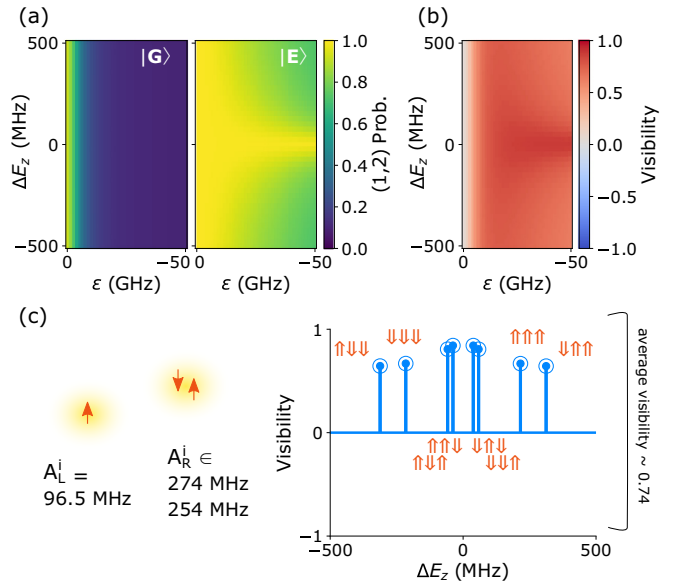 (a)
(b)
500
0
−500
ΔE_z (MHz)
|G⟩
|E⟩
0
−50
0
−50
ε (GHz)
ε (GHz)
1.0
0.8
0.6
0.4
0.2
0.0
(1,2) Prob.
500
0
−500
ΔE_z (MHz)
0
−50
ε (GHz)
1.0
0.5
0.0
−0.5
−1.0
Visibility
(c)
A_L^i =
96.5 MHz
A_R^i ∈
274 MHz
254 MHz
1
0
−1
Visibility
⇑⇓⇓
⇓⇓⇓
⇑⇑⇑
⇓⇑⇑
⇑⇑⇓
⇓⇑⇓
⇑⇓⇑
⇓⇓⇑
−500
0
500
ΔE_z (MHz)
average visibility ~ 0.74